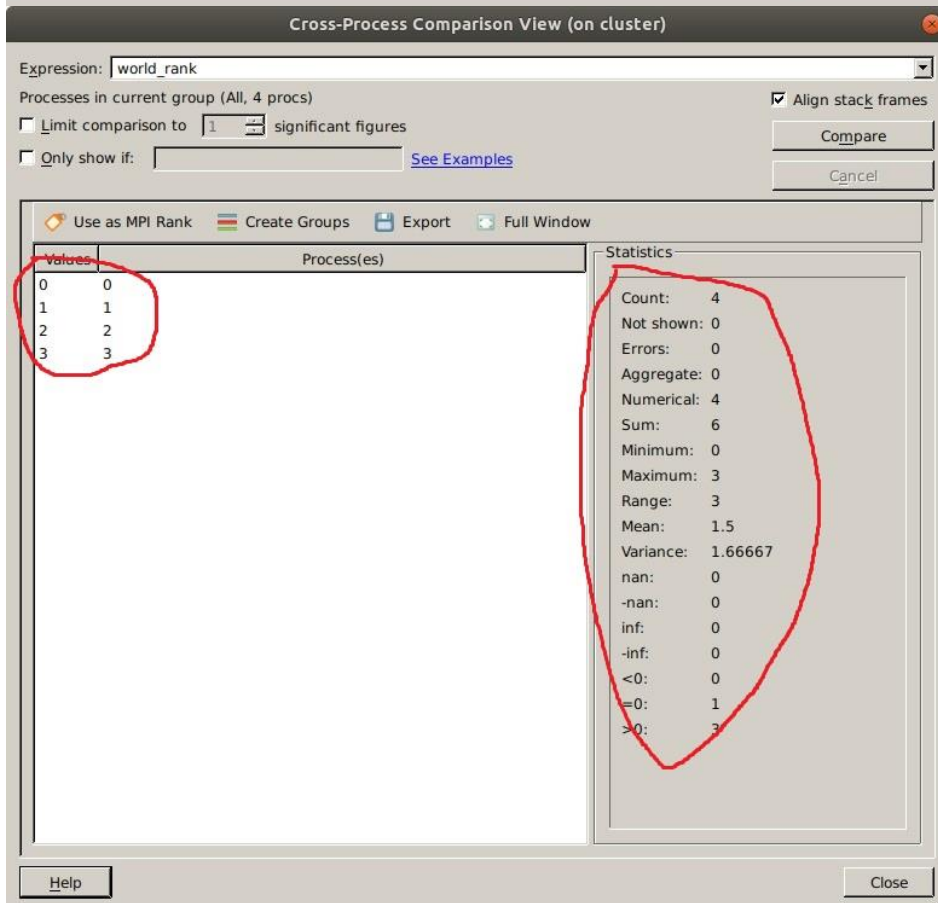 Cross-Process Comparison View (on cluster)
Expression: world_rank
Processes in current group (All, 4 procs)
Align stack frames
Limit comparison to 1 significant figures
Compare
Only show if: See Examples
Cancel
Use as MPI Rank Create Groups Export Full Window
Values Process(es)
0 0
1 1
2 2
3 3
Statistics
Count: 4
Not shown: 0
Errors: 0
Aggregate: 0
Numerical: 4
Sum: 6
Minimum: 0
Maximum: 3
Range: 3
Mean: 1.5
Variance: 1.66667
nan: 0
-nan: 0
inf: 0
-inf: 0
<0: 0
=0: 1
>0: 3
Help
Close